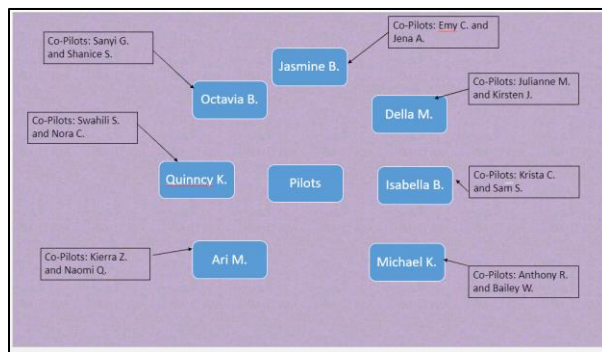 Co-Pilots: Emy C. and
Jena A.
Co-Pilots: Sanyi G.
and Shanice S.
Jasmine B.
Octavia B.
Co-Pilots: Julianne M.
and Kirsten J.
Della M.
Co-Pilots: Swahili S.
and Nora C.
Quinncy K.
Pilots
Isabella B.
Co-Pilots: Krista C.
and Sam S.
Co-Pilots: Kierra Z.
and Naomi Q.
Ari M.
Michael K.
Co-Pilots: Anthony R.
and Bailey W.